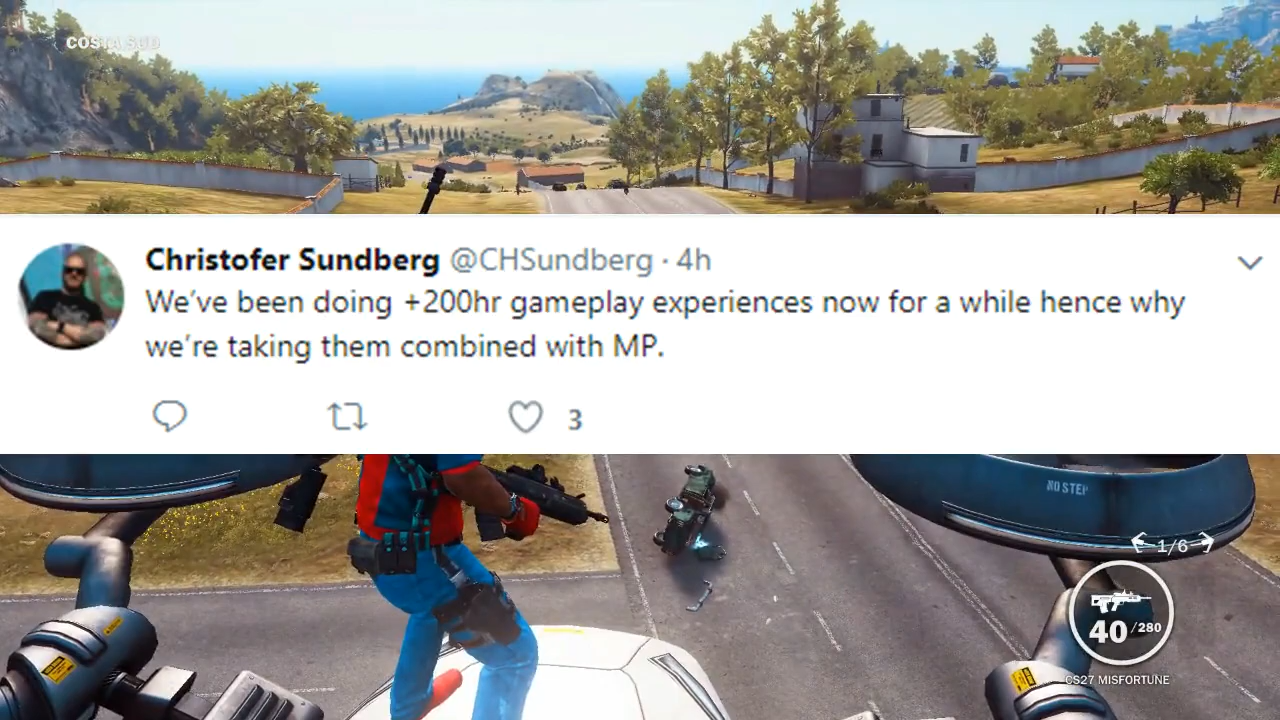 COSTA SUD
Christofer Sundberg @CHSundberg · 4h
We've been doing +200hr gameplay experiences now for a while hence why
we're taking them combined with MP.
3
NO STEP
1/6
40/280
CS27 MISFORTUNE